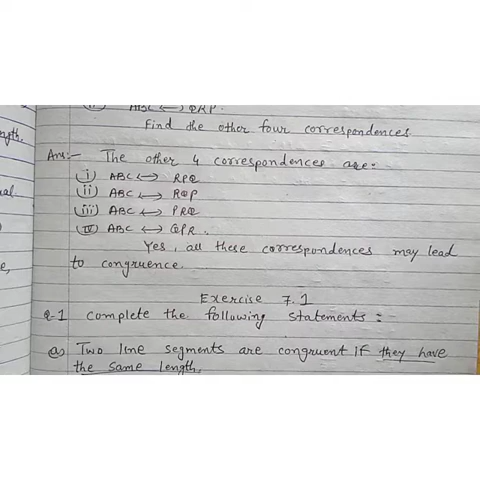 ABC ↔ QRP.
Find the other four correspondences.
Ans:- The other 4 correspondences are:-
(i) ABC ↔ RPQ
(ii) ABC ↔ RQP
(iii) ABC ↔ PRQ
(iv) ABC ↔ QPR.
Yes, all these correspondences may lead
to congruence.
Exercise 7.1
Q-1 Complete the following statements :-
(a) Two line segments are congruent if they have
the same length.